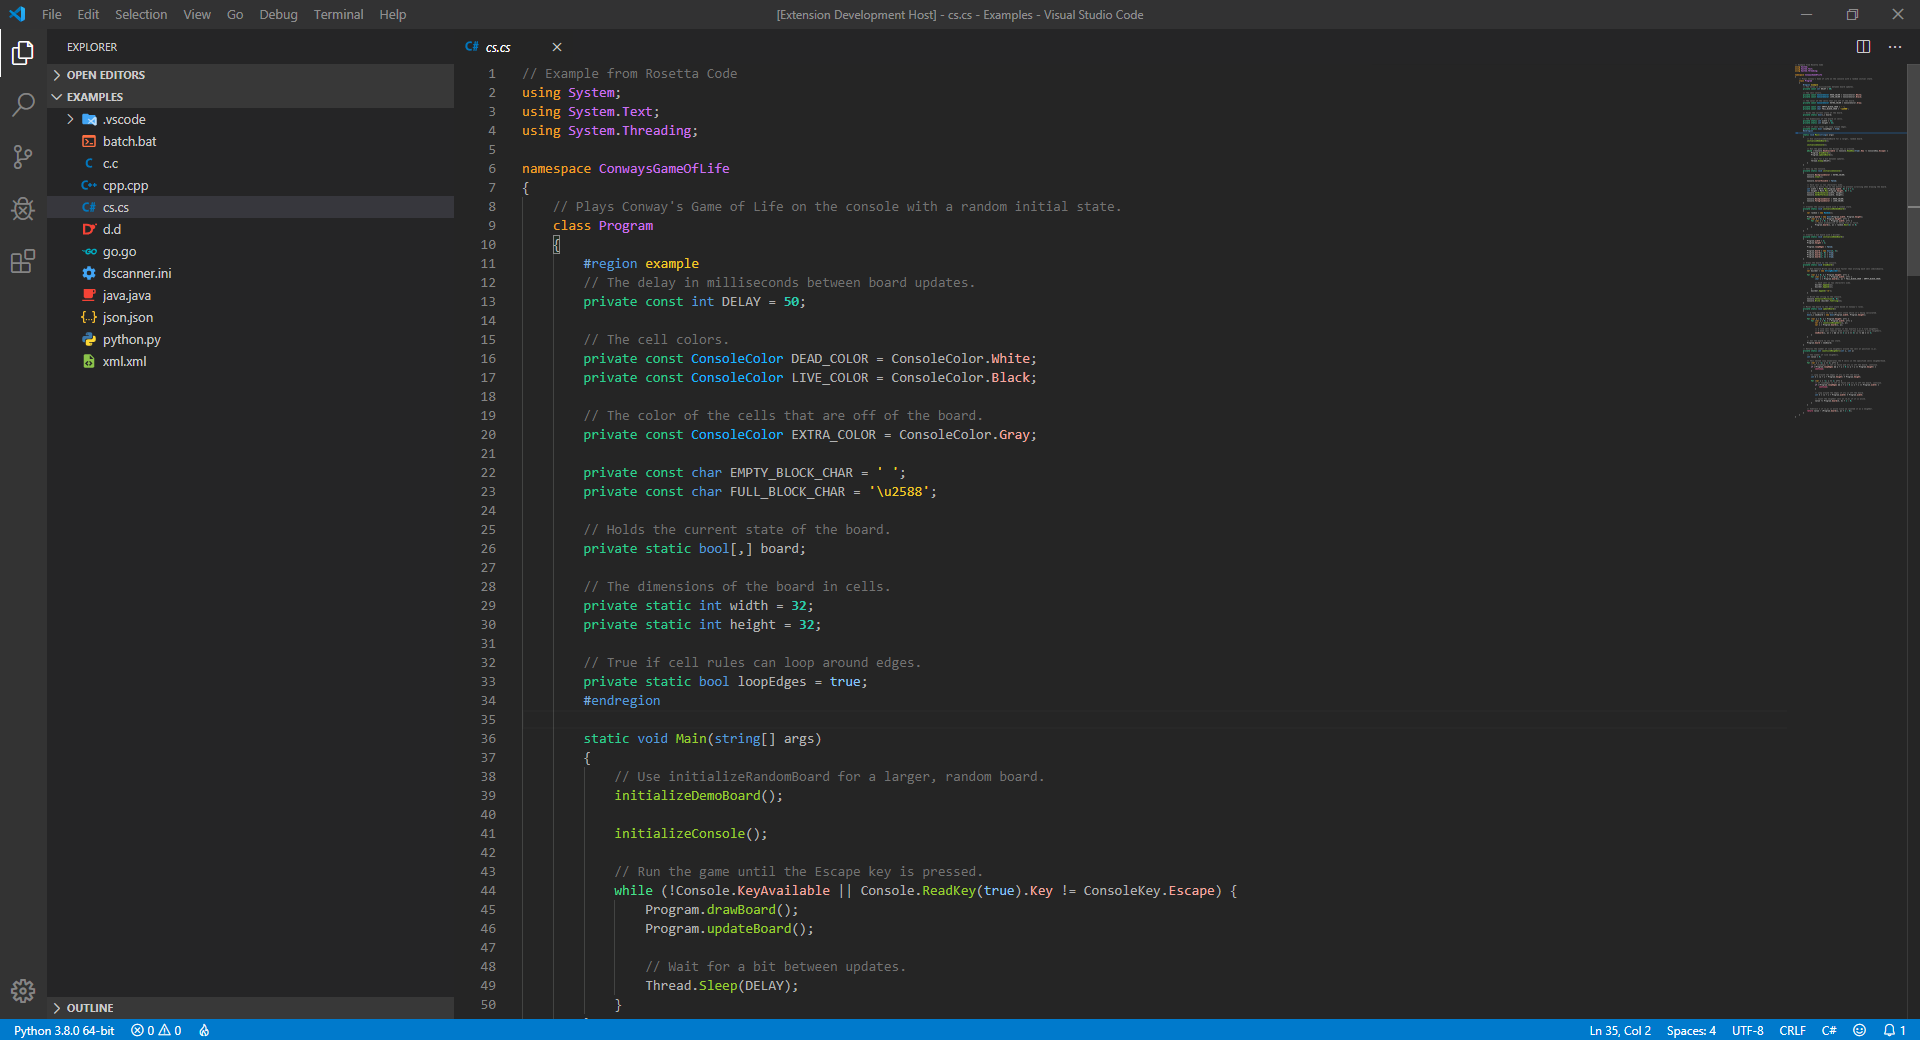 File Edit Selection View Go Debug Terminal Help
[Extension Development Host] - cs.cs - Examples - Visual Studio Code
EXPLORER
OPEN EDITORS
EXAMPLES
.vscode
batch.bat
C c.c
C++ cpp.cpp
C# cs.cs
D d.d
GO go.go
dscanner.ini
java.java
{..} json.json
python.py
xml.xml
OUTLINE
C# cs.cs
1 // Example from Rosetta Code
2 using System;
3 using System.Text;
4 using System.Threading;
5
6 namespace ConwaysGameOfLife
7 {
8 // Plays Conway's Game of Life on the console with a random initial state.
9 class Program
10 {
11 #region example
12 // The delay in milliseconds between board updates.
13 private const int DELAY = 50;
14
15 // The cell colors.
16 private const ConsoleColor DEAD_COLOR = ConsoleColor.White;
17 private const ConsoleColor LIVE_COLOR = ConsoleColor.Black;
18
19 // The color of the cells that are off of the board.
20 private const ConsoleColor EXTRA_COLOR = ConsoleColor.Gray;
21
22 private const char EMPTY_BLOCK_CHAR = ' ';
23 private const char FULL_BLOCK_CHAR = '\u2588';
24
25 // Holds the current state of the board.
26 private static bool[,] board;
27
28 // The dimensions of the board in cells.
29 private static int width = 32;
30 private static int height = 32;
31
32 // True if cell rules can loop around edges.
33 private static bool loopEdges = true;
34 #endregion
35
36 static void Main(string[] args)
37 {
38 // Use initializeRandomBoard for a larger, random board.
39 initializeDemoBoard();
40
41 initializeConsole();
42
43 // Run the game until the Escape key is pressed.
44 while (!Console.KeyAvailable || Console.ReadKey(true).Key != ConsoleKey.Escape) {
45 Program.drawBoard();
46 Program.updateBoard();
47
48 // Wait for a bit between updates.
49 Thread.Sleep(DELAY);
50 }
Python 3.8.0 64-bit 0 0
Ln 35, Col 2 Spaces: 4 UTF-8 CRLF C# 1